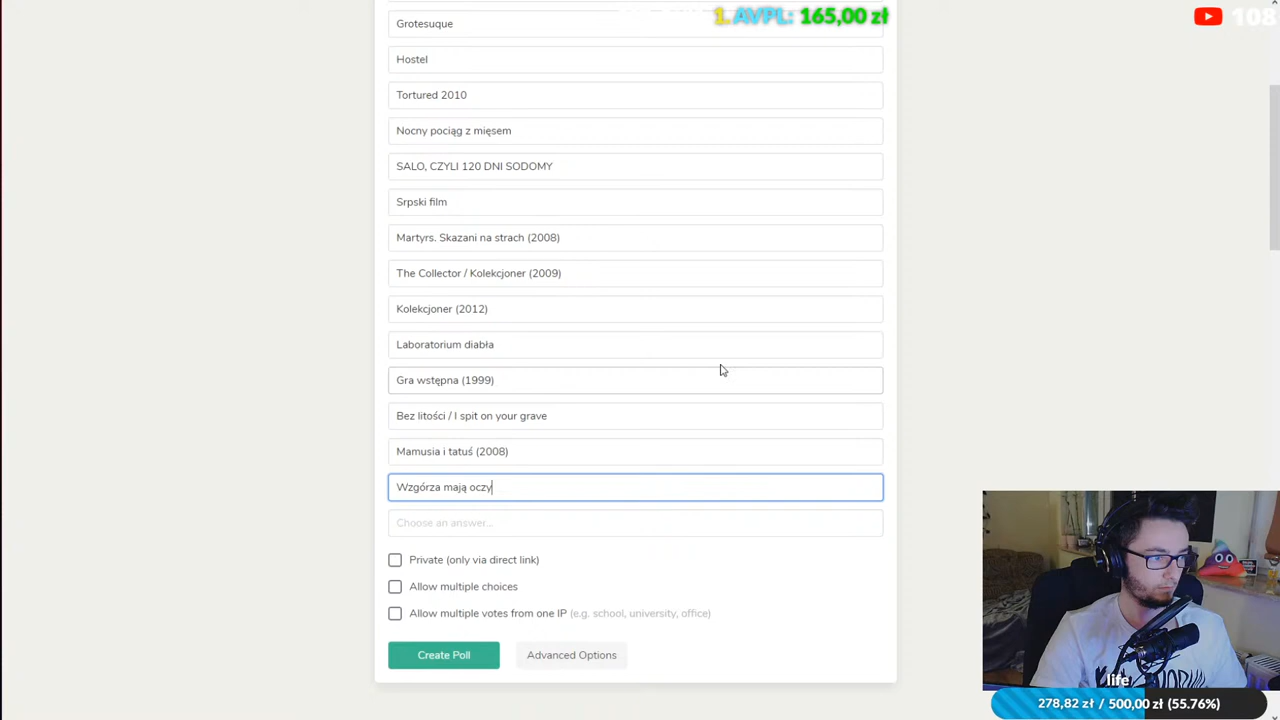 1. AVPL: 165,00 zł
108
Grotesuque
Hostel
Tortured 2010
Nocny pociąg z mięsem
SALO, CZYLI 120 DNI SODOMY
Srpski film
Martyrs. Skazani na strach (2008)
The Collector / Kolekcjoner (2009)
Kolekcjoner (2012)
Laboratorium diabła
Gra wstępna (1999)
Bez litości / I spit on your grave
Mamusia i tatuś (2008)
Wzgórza mają oczy
Choose an answer...
Private (only via direct link)
Allow multiple choices
Allow multiple votes from one IP (e.g. school, university, office)
Create Poll
Advanced Options
life
278,82 zł / 500,00 zł (55.76%)